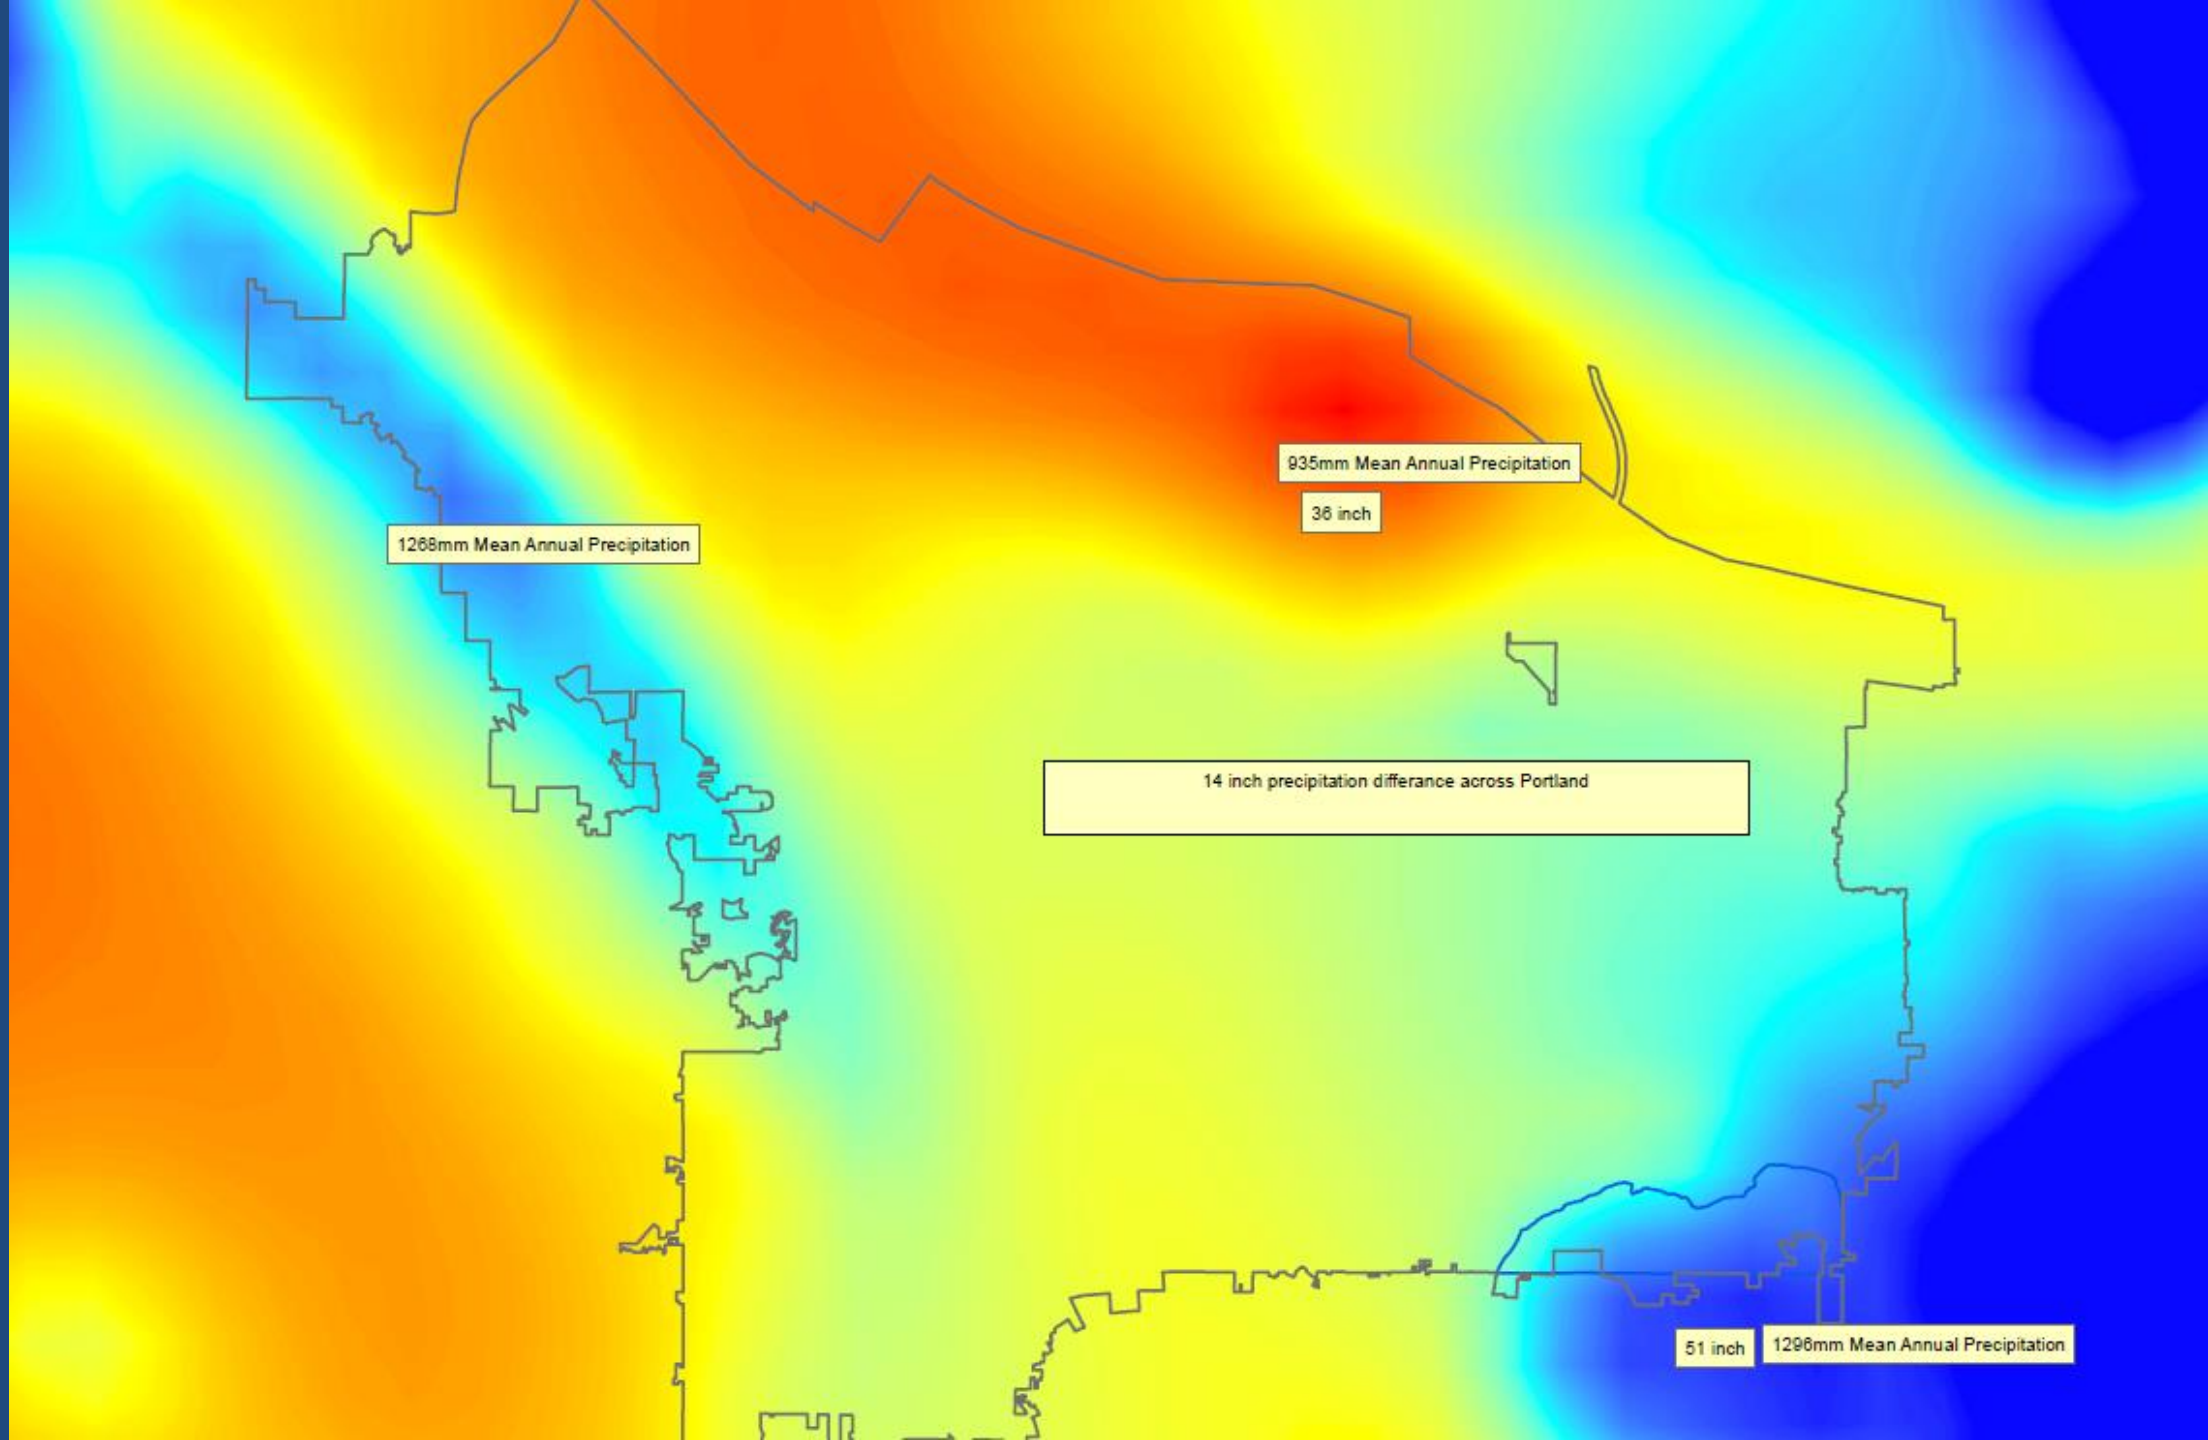 935mm Mean Annual Precipitation
36 inch
1268mm Mean Annual Precipitation
14 inch precipitation differance across Portland
51 inch
1296mm Mean Annual Precipitation